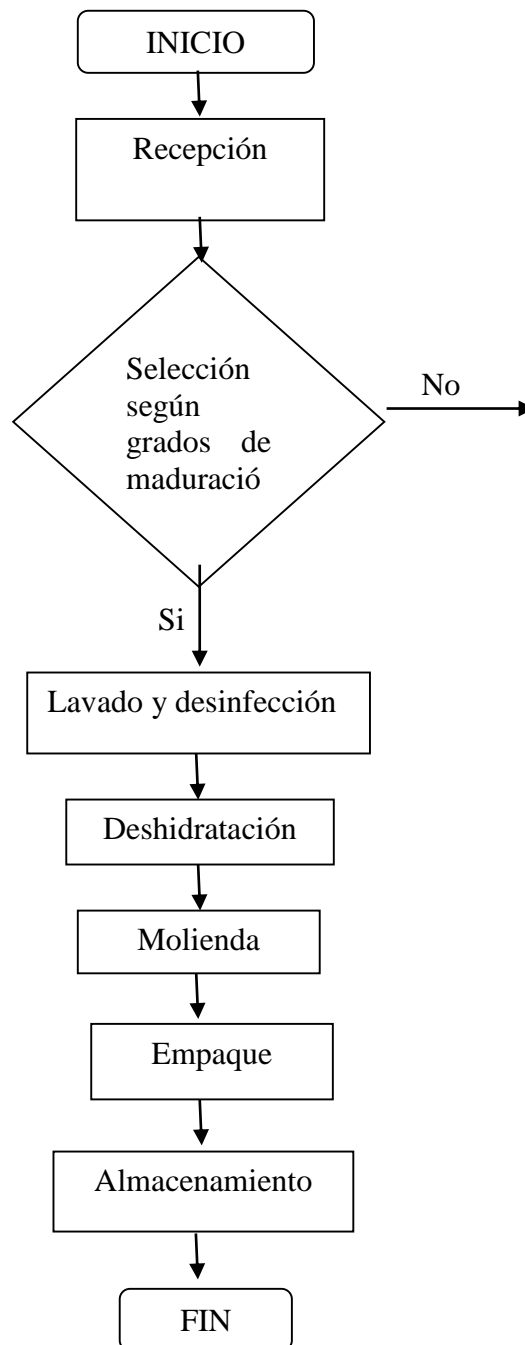 INICIO
Recepción
Selección
según
grados de
maduració
No
Si
Lavado y desinfección
Deshidratación
Molienda
Empaque
Almacenamiento
FIN